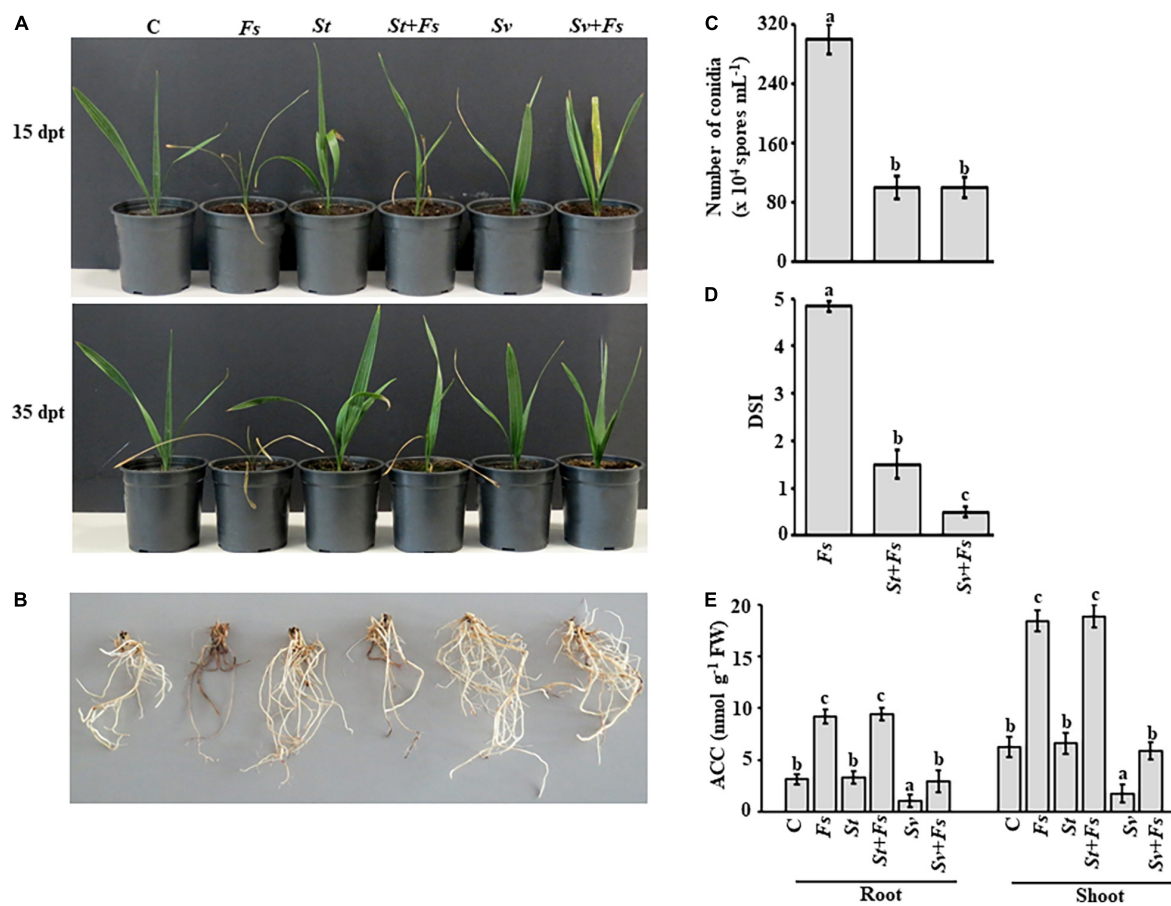 A
C Fs St St+Fs Sv Sv+Fs
15 dpt
35 dpt
B
C
Number of conidia
(x 10⁴ spores mL⁻¹)
320
240
160
80
0
a
b
b
D
DSI
5
4
3
2
1
0
a
b
c
Fs
St+Fs
Sv+Fs
E
ACC (nmol g⁻¹ FW)
20
15
10
5
0
b
c
b
c
a
b
b
c
b
c
a
b
C
Fs
St
St+Fs
Sv
Sv+Fs
C
Fs
St
St+Fs
Sv
Sv+Fs
Root
Shoot